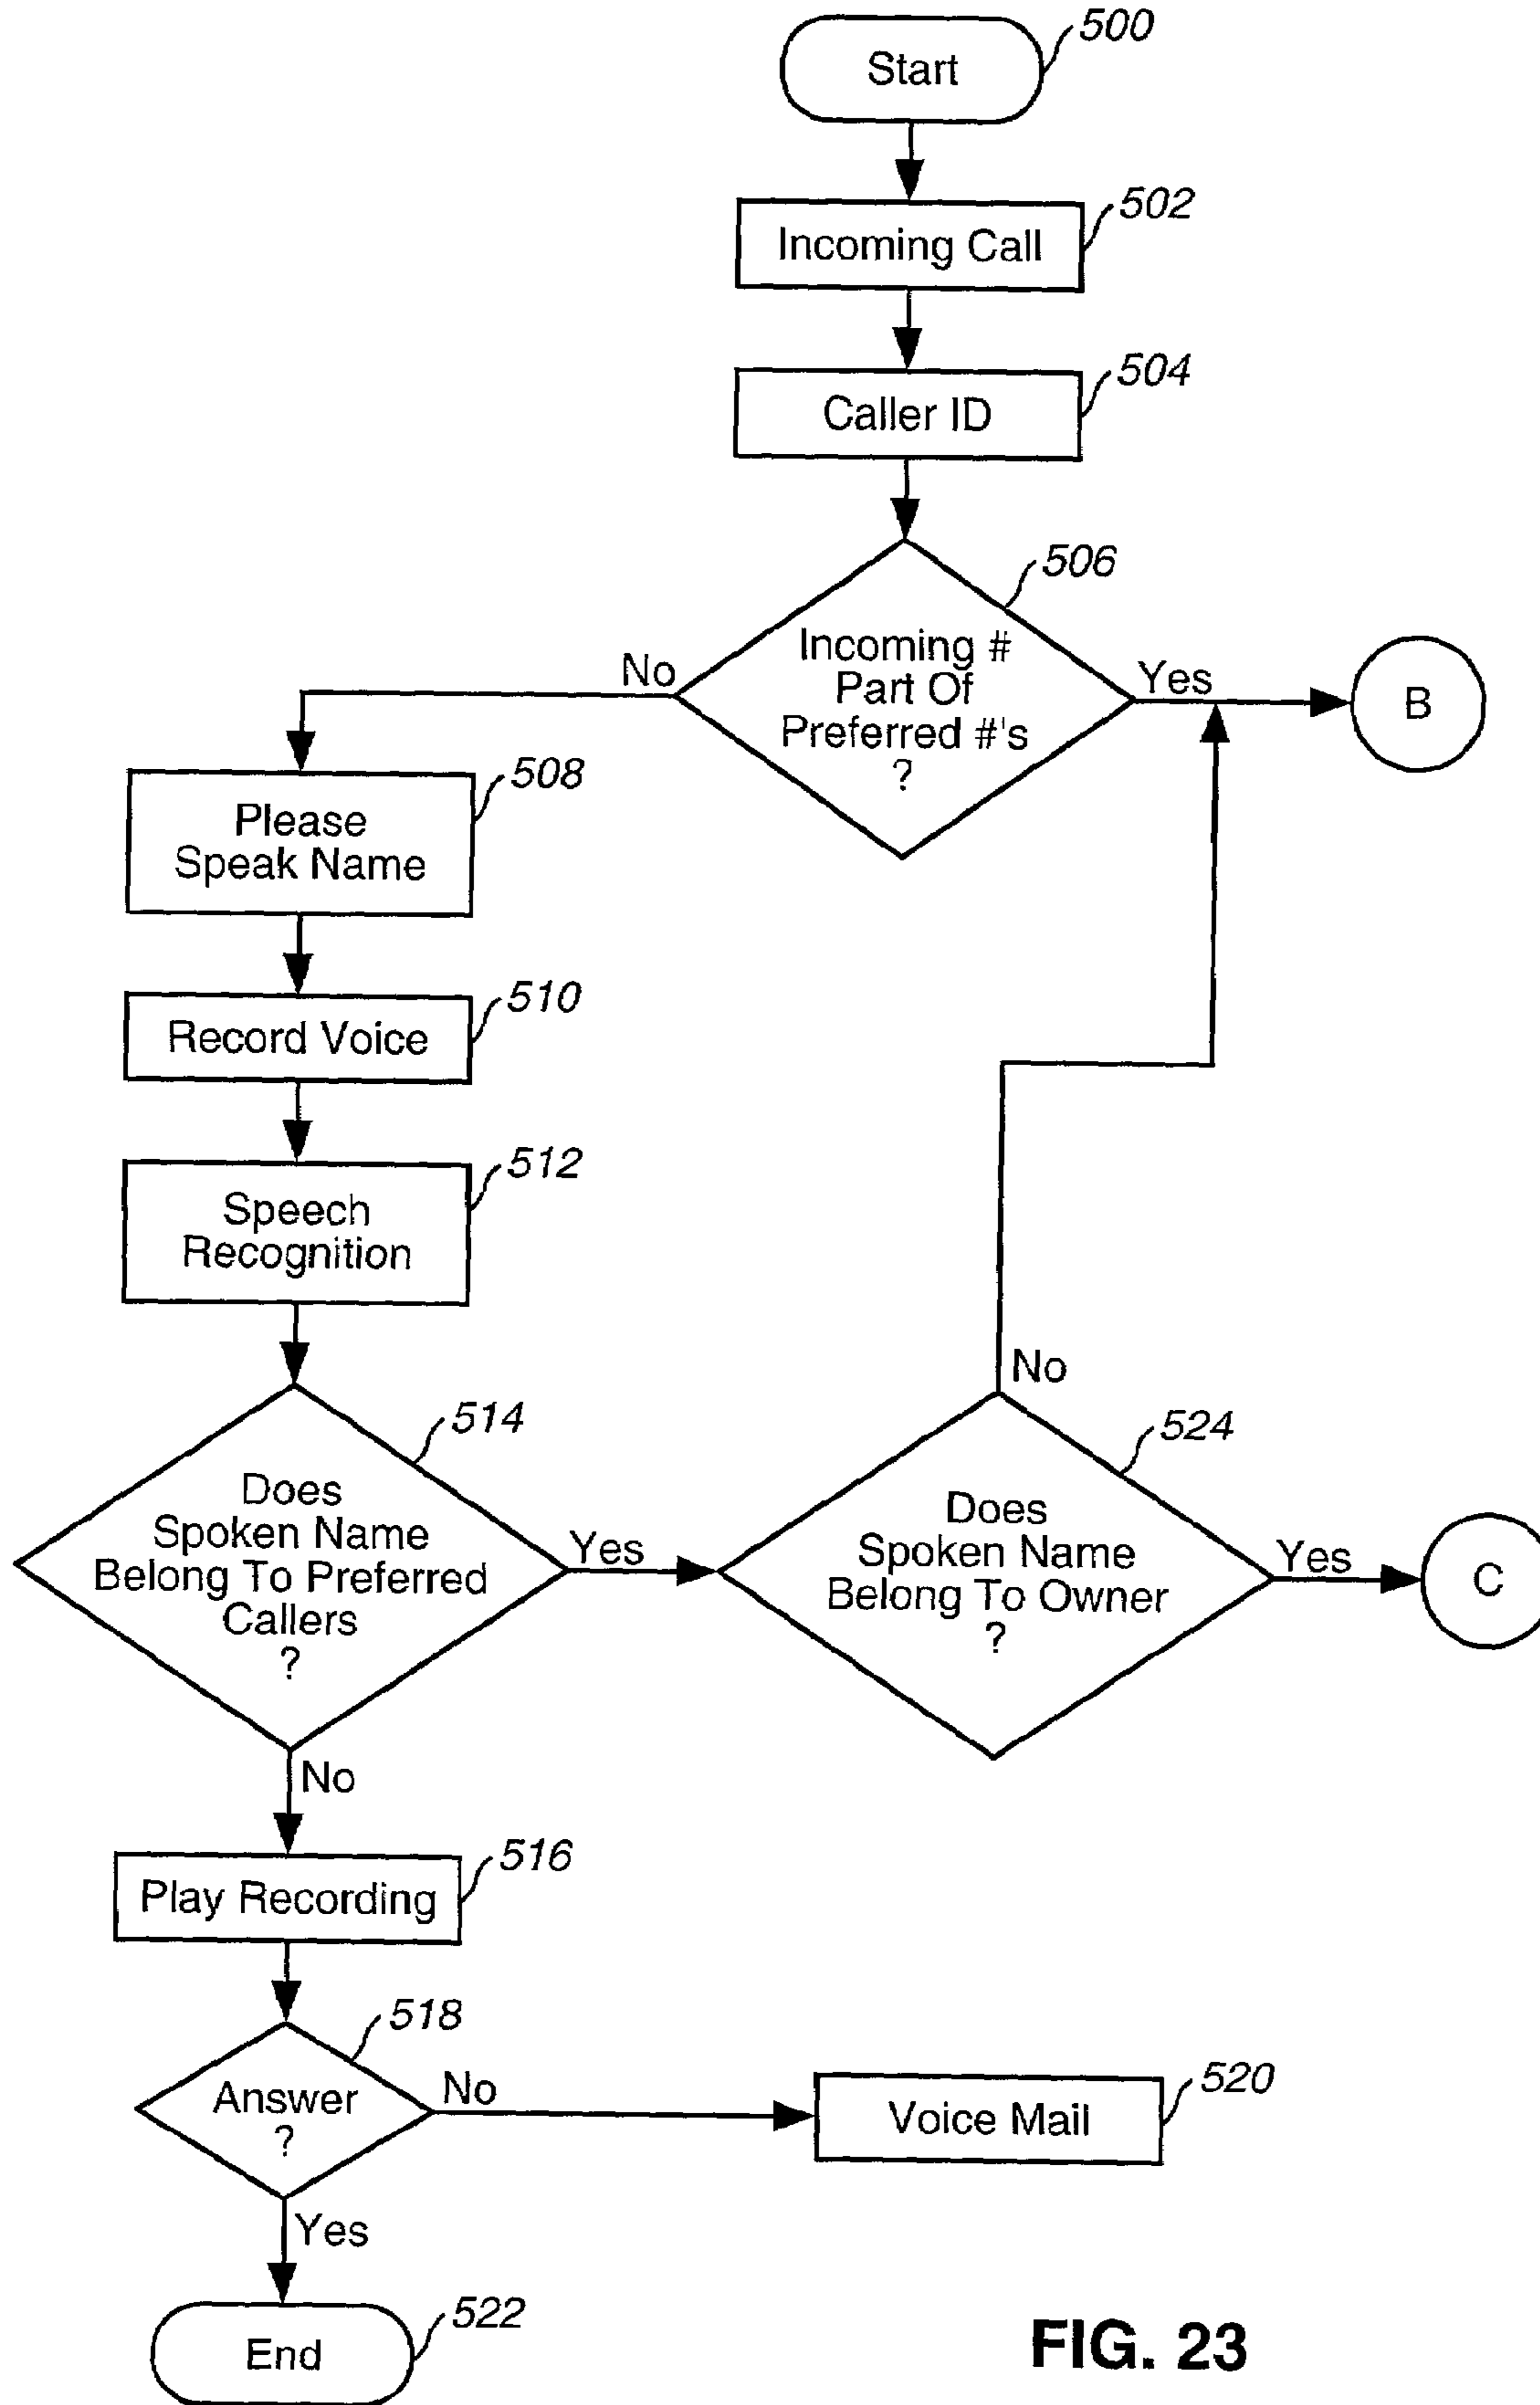 500
Start
502
Incoming Call
504
Caller ID
506
Incoming #
Part Of
Preferred #'s
?
No
Yes
B
508
Please
Speak Name
510
Record Voice
512
Speech
Recognition
514
Does
Spoken Name
Belong To Preferred
Callers
?
Yes
No
524
Does
Spoken Name
Belong To Owner
?
No
Yes
C
516
Play Recording
518
Answer
?
No
520
Voice Mail
Yes
522
End
FIG. 23